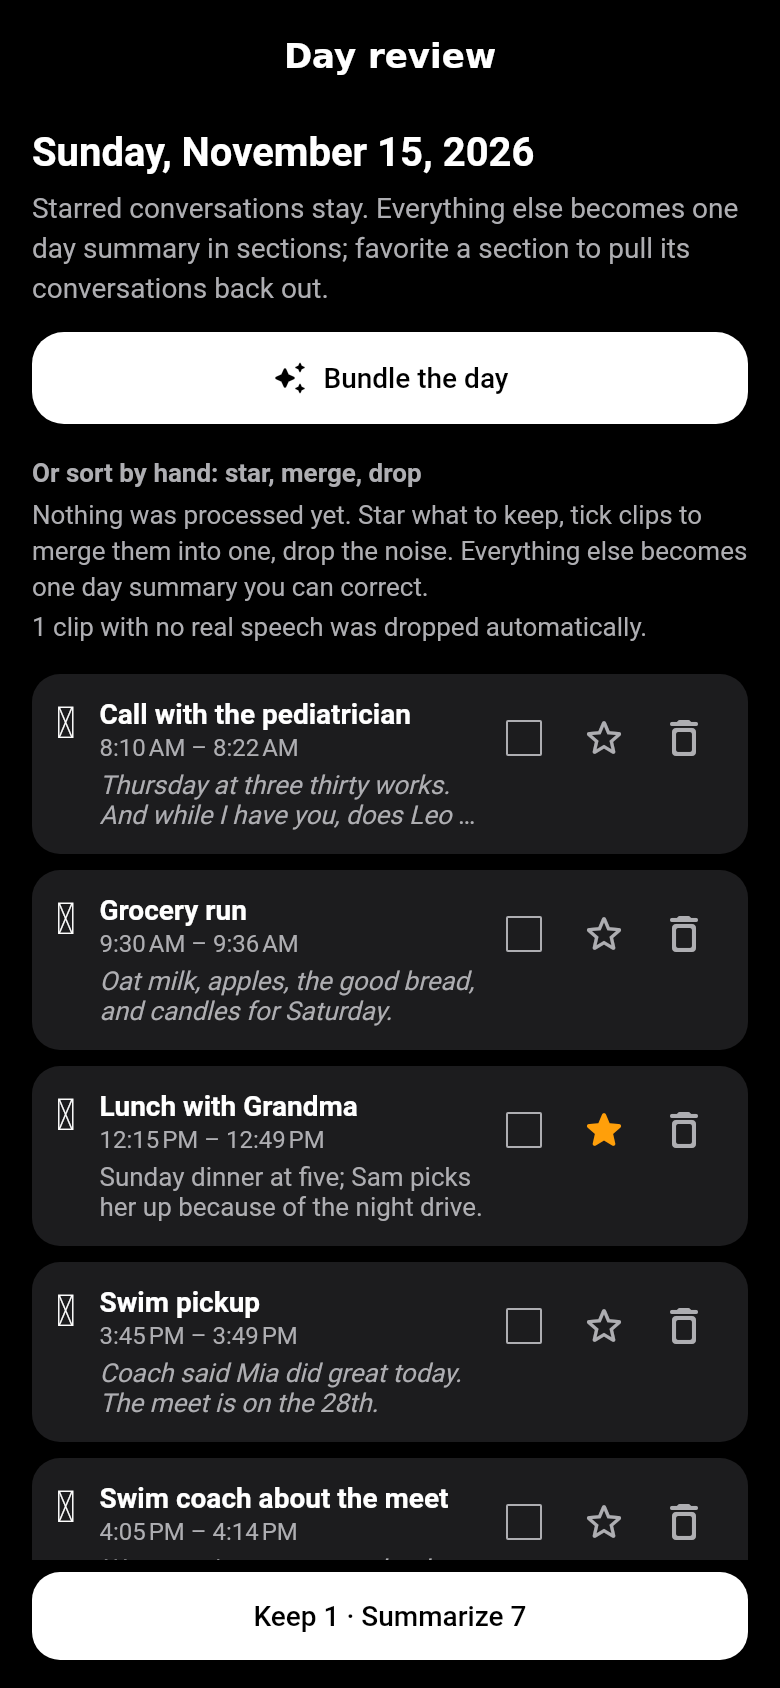 Day review
Sunday, November 15, 2026
Starred conversations stay. Everything else becomes one
day summary in sections; favorite a section to pull its
conversations back out.
Bundle the day
Or sort by hand: star, merge, drop
Nothing was processed yet. Star what to keep, tick clips to
merge them into one, drop the noise. Everything else becomes
one day summary you can correct.
1 clip with no real speech was dropped automatically.
Call with the pediatrician
8:10 AM – 8:22 AM
Thursday at three thirty works.
And while I have you, does Leo …
Grocery run
9:30 AM – 9:36 AM
Oat milk, apples, the good bread,
and candles for Saturday.
Lunch with Grandma
12:15 PM – 12:49 PM
Sunday dinner at five; Sam picks
her up because of the night drive.
Swim pickup
3:45 PM – 3:49 PM
Coach said Mia did great today.
The meet is on the 28th.
Swim coach about the meet
4:05 PM – 4:14 PM
Keep 1 · Summarize 7